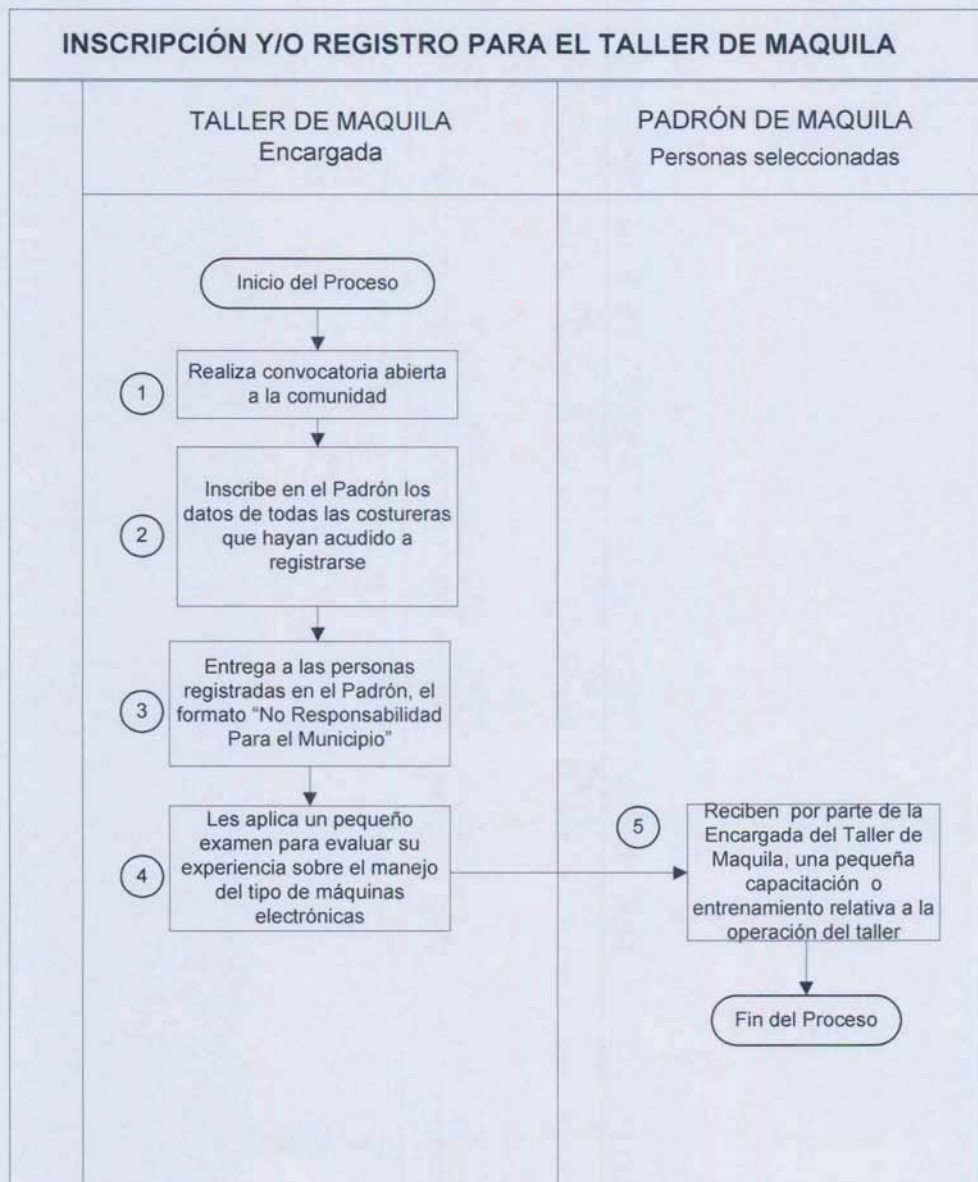 INSCRIPCIÓN Y/O REGISTRO PARA EL TALLER DE MAQUILA
TALLER DE MAQUILA
Encargada
PADRÓN DE MAQUILA
Personas seleccionadas
Inicio del Proceso
1
Realiza convocatoria abierta
a la comunidad
2
Inscribe en el Padrón los
datos de todas las costureras
que hayan acudido a
registrarse
3
Entrega a las personas
registradas en el Padrón, el
formato “No Responsabilidad
Para el Municipio”
4
Les aplica un pequeño
examen para evaluar su
experiencia sobre el manejo
del tipo de máquinas
electrónicas
5
Reciben por parte de la
Encargada del Taller de
Maquila, una pequeña
capacitación o
entrenamiento relativa a la
operación del taller
Fin del Proceso